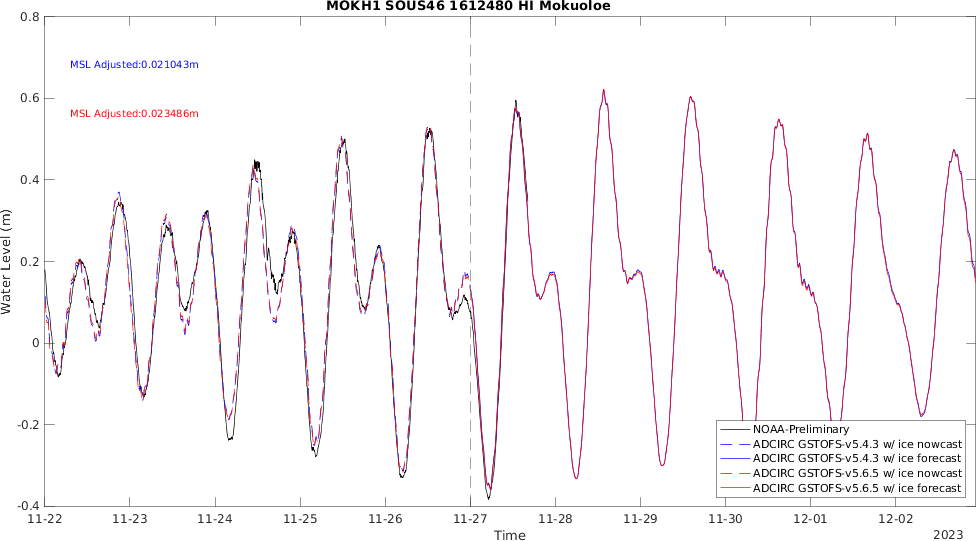 MOKH1 SOUS46 1612480 HI Mokuoloe
0.8
0.6
0.4
0.2
0
-0.2
-0.4
Water Level (m)
MSL Adjusted:0.021043m
MSL Adjusted:0.023486m
NOAA-Preliminary
ADCIRC GSTOFS-v5.4.3 w/ ice nowcast
ADCIRC GSTOFS-v5.4.3 w/ ice forecast
ADCIRC GSTOFS-v5.6.5 w/ ice nowcast
ADCIRC GSTOFS-v5.6.5 w/ ice forecast
11-22 11-23 11-24 11-25 11-26 11-27 11-28 11-29 11-30 12-01 12-02
Time
2023